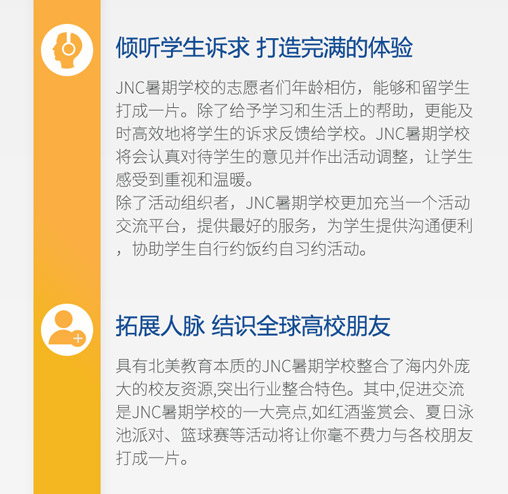 倾听学生诉求 打造完满的体验
JNC暑期学校的志愿者们年龄相仿，能够和留学生
打成一片。除了给予学习和生活上的帮助，更能及
时高效地将学生的诉求反馈给学校。JNC暑期学校
将会认真对待学生的意见并作出活动调整，让学生
感受到重视和温暖。
除了活动组织者，JNC暑期学校更加充当一个活动
交流平台，提供最好的服务，为学生提供沟通便利
，协助学生自行约饭约自习约活动。
拓展人脉 结识全球高校朋友
具有北美教育本质的JNC暑期学校整合了海内外庞
大的校友资源,突出行业整合特色。其中,促进交流
是JNC暑期学校的一大亮点,如红酒鉴赏会、夏日泳
池派对、篮球赛等活动将让你毫不费力与各校朋友
打成一片。